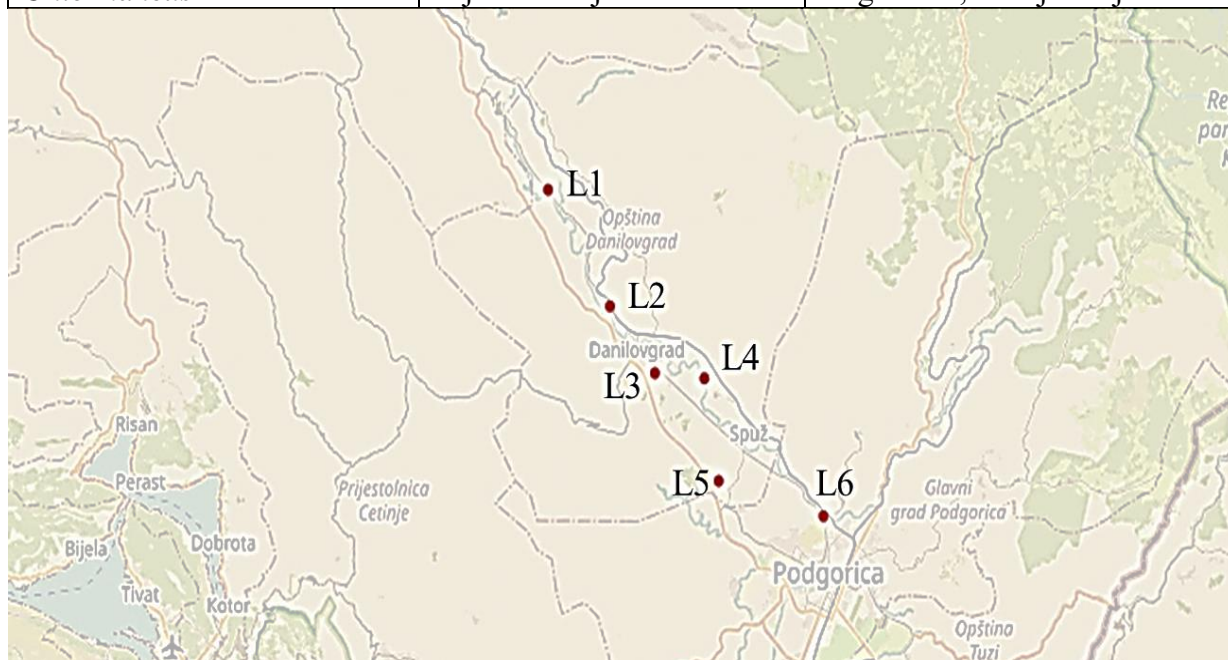 L1
Opština
Danilovgrad
L2
Danilovgrad
L4
L3
Risan
Spuž
Perast
L5
L6
Prijestolnica
Cetinje
Glavni
grad Podgorica
Bijela
Dobrota
Podgorica
Tivat
Kotor
Opština
Tuzi